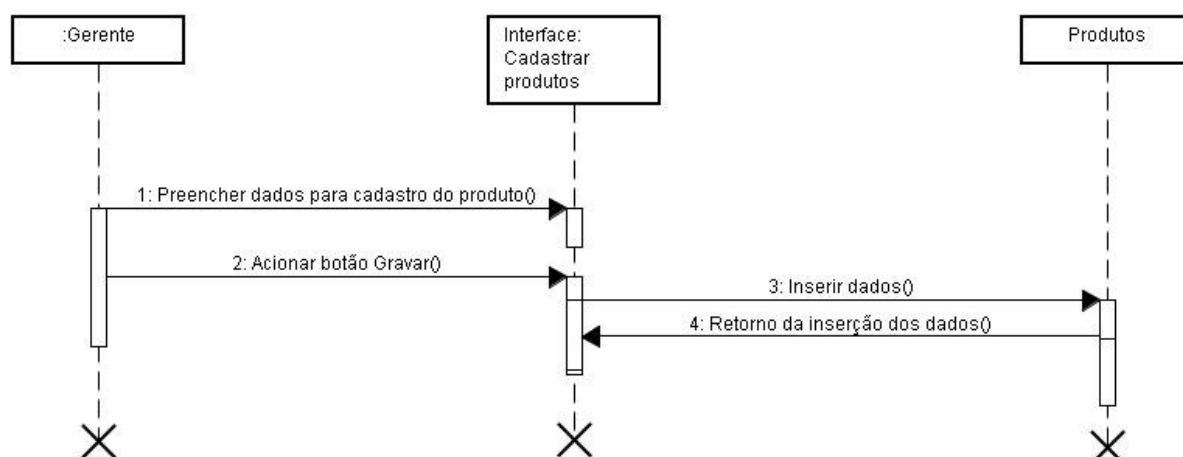 :Gerente
Interface:
Cadastrar
produtos
Produtos
1: Preencher dados para cadastro do produto()
2: Acionar botão Gravar()
3: Inserir dados()
4: Retorno da inserção dos dados()